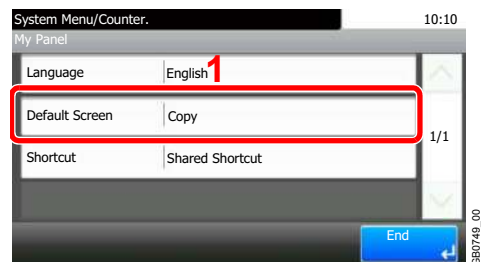 System Menu/Counter. 10:10
My Panel
Language English 1
Default Screen Copy
1/1
Shortcut Shared Shortcut
End
GB0749_00